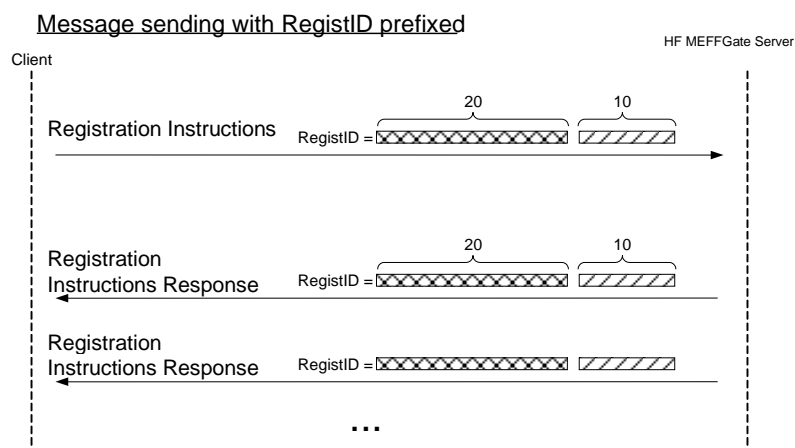 Message sending with RegistID prefixed
HF MEFFGate Server
Client
20 10
Registration Instructions RegistID =
20 10
Registration
Instructions Response RegistID =
Registration
Instructions Response RegistID =
...